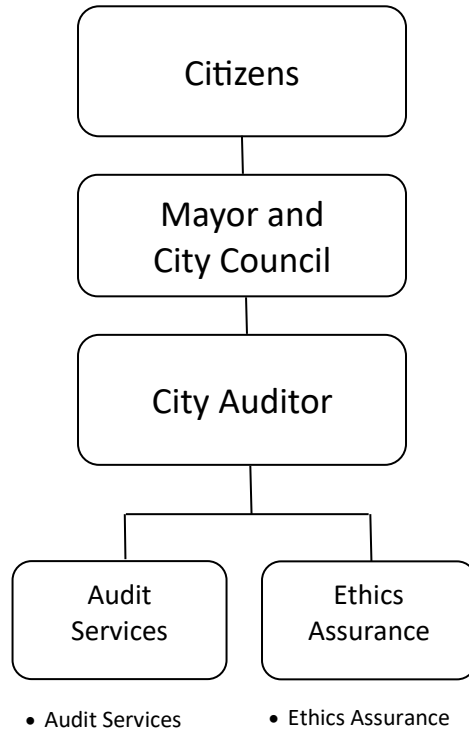 Citizens
Mayor and
City Council
City Auditor
Audit
Services
Ethics
Assurance
• Audit Services
• Ethics Assurance